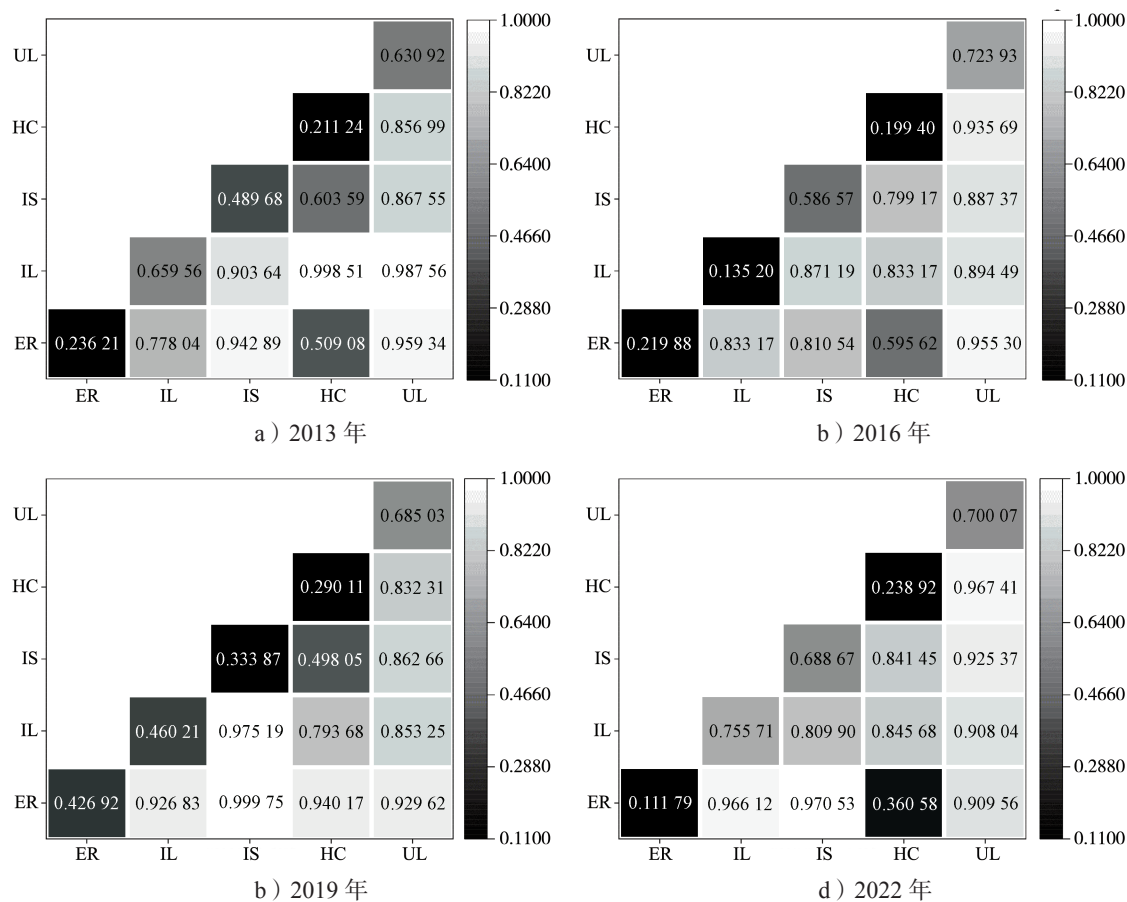 UL 0.630 92 1.0000
HC 0.211 24 0.856 99 0.8220
0.6400
IS 0.489 68 0.603 59 0.867 55
0.4660
IL 0.659 56 0.903 64 0.998 51 0.987 56
0.2880
ER 0.236 21 0.778 04 0.942 89 0.509 08 0.959 34
0.1100
ER IL IS HC UL
a）2013 年
UL 0.723 93 1.0000
HC 0.199 40 0.935 69 0.8220
0.6400
IS 0.586 57 0.799 17 0.887 37
0.4660
IL 0.135 20 0.871 19 0.833 17 0.894 49
0.2880
ER 0.219 88 0.833 17 0.810 54 0.595 62 0.955 30
0.1100
ER IL IS HC UL
b）2016 年
UL 0.685 03 1.0000
HC 0.290 11 0.832 31 0.8220
0.6400
IS 0.333 87 0.498 05 0.862 66
0.4660
IL 0.460 21 0.975 19 0.793 68 0.853 25
0.2880
ER 0.426 92 0.926 83 0.999 75 0.940 17 0.929 62
0.1100
ER IL IS HC UL
b）2019 年
UL 0.700 07 1.0000
HC 0.238 92 0.967 41 0.8220
0.6400
IS 0.688 67 0.841 45 0.925 37
0.4660
IL 0.755 71 0.809 90 0.845 68 0.908 04
0.2880
ER 0.111 79 0.966 12 0.970 53 0.360 58 0.909 56
0.1100
ER IL IS HC UL
d）2022 年